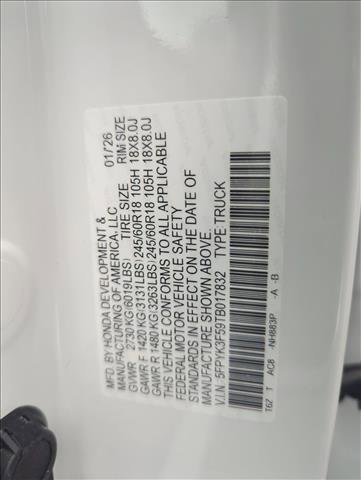 MFD. BY HONDA DEVELOPMENT &
MANUFACTURING OF AMERICA, LLC 01/26
GVWR 2730 KG(6019LBS) TIRE SIZE RIM SIZE
GAWR F 1420 KG(3131LBS) 245/60R18 105H 18X8.0J
GAWR R 1480 KG(3263LBS) 245/60R18 105H 18X8.0J
THIS VEHICLE CONFORMS TO ALL APPLICABLE
FEDERAL MOTOR VEHICLE SAFETY
STANDARDS IN EFFECT ON THE DATE OF
MANUFACTURE SHOWN ABOVE.
V.I.N. 5FPYK3F59TB017832 TYPE TRUCK
T6Z T AC8 -NH883P -A -B